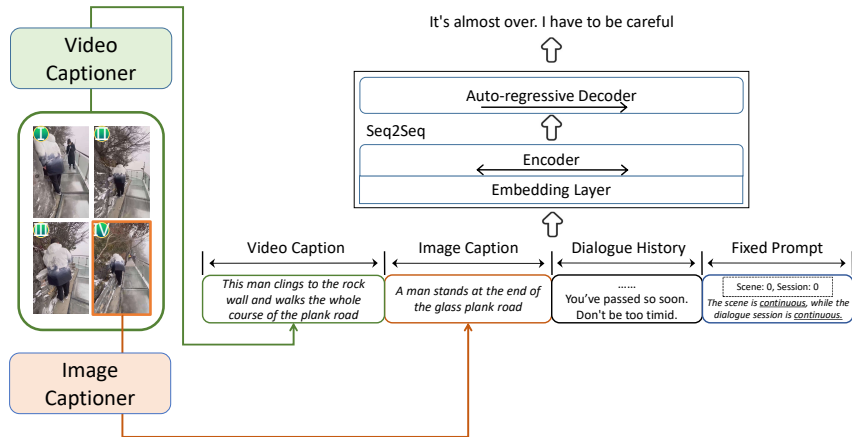 It's almost over. I have to be careful
Video
Captioner
Auto-regressive Decoder
Seq2Seq
Encoder
Embedding Layer
I
II
III
IV
Video Caption
Image Caption
Dialogue History
Fixed Prompt
This man clings to the rock
wall and walks the whole
course of the plank road
A man stands at the end of
the glass plank road
......
You've passed so soon.
Don't be too timid.
Scene: 0, Session: 0
The scene is continuous, while the
dialogue session is continuous.
Image
Captioner